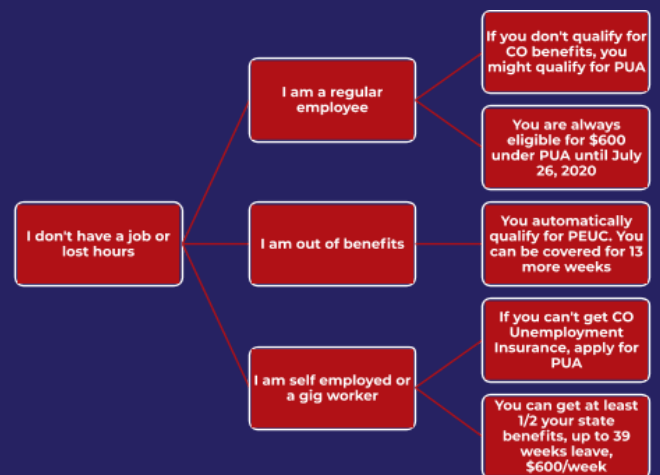 I don't have a job or
lost hours
I am a regular
employee
If you don't qualify for
CO benefits, you
might qualify for PUA
You are always
eligible for $600
under PUA until July
26, 2020
I am out of benefits
You automatically
qualify for PEUC. You
can be covered for 13
more weeks
I am self employed or
a gig worker
If you can't get CO
Unemployment
Insurance, apply for
PUA
You can get at least
1/2 your state
benefits, up to 39
weeks leave,
$600/week